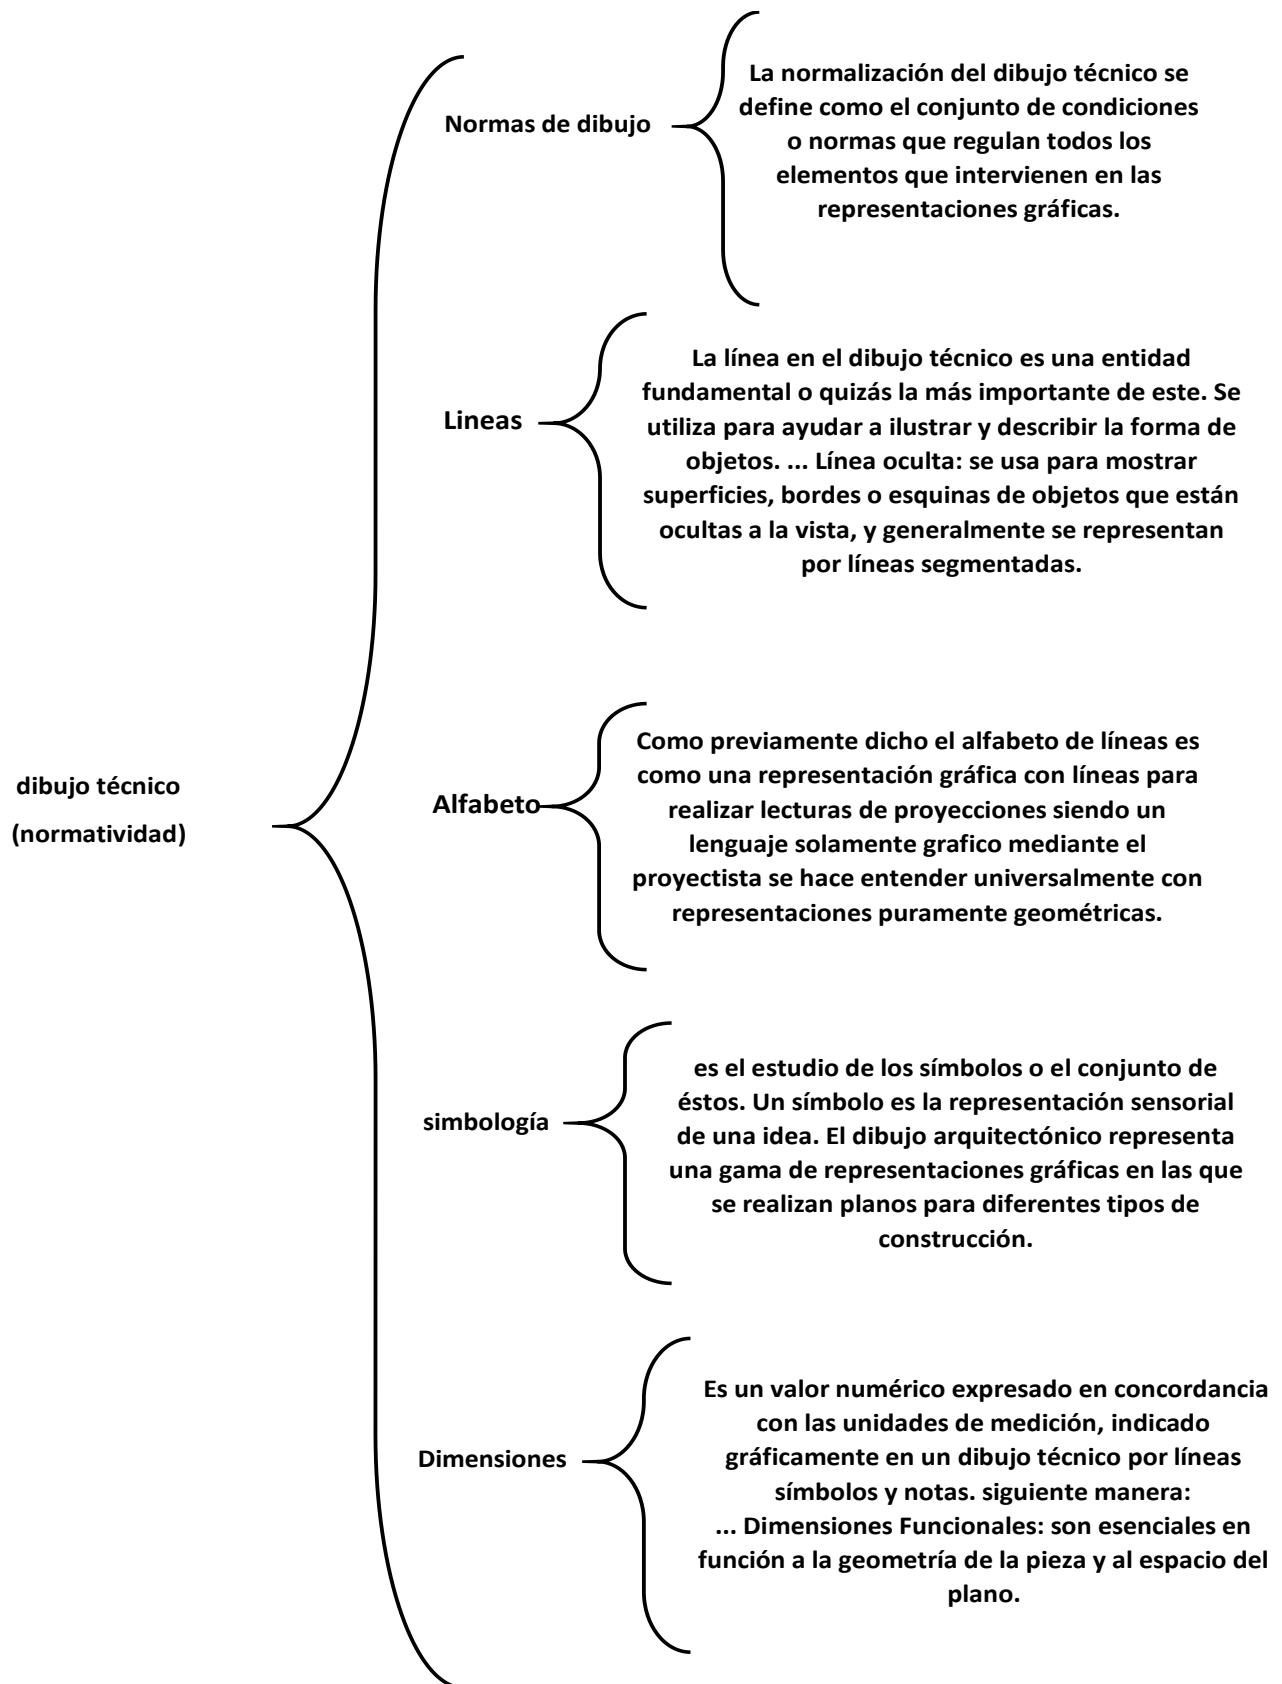 dibujo técnico
(normatividad)
Normas de dibujo
La normalización del dibujo técnico se
define como el conjunto de condiciones
o normas que regulan todos los
elementos que intervienen en las
representaciones gráficas.
Lineas
La línea en el dibujo técnico es una entidad
fundamental o quizás la más importante de este. Se
utiliza para ayudar a ilustrar y describir la forma de
objetos. ... Línea oculta: se usa para mostrar
superficies, bordes o esquinas de objetos que están
ocultas a la vista, y generalmente se representan
por líneas segmentadas.
Alfabeto
Como previamente dicho el alfabeto de líneas es
como una representación gráfica con líneas para
realizar lecturas de proyecciones siendo un
lenguaje solamente grafico mediante el
proyectista se hace entender universalmente con
representaciones puramente geométricas.
simbología
es el estudio de los símbolos o el conjunto de
éstos. Un símbolo es la representación sensorial
de una idea. El dibujo arquitectónico representa
una gama de representaciones gráficas en las que
se realizan planos para diferentes tipos de
construcción.
Dimensiones
Es un valor numérico expresado en concordancia
con las unidades de medición, indicado
gráficamente en un dibujo técnico por líneas
símbolos y notas. siguiente manera:
... Dimensiones Funcionales: son esenciales en
función a la geometría de la pieza y al espacio del
plano.